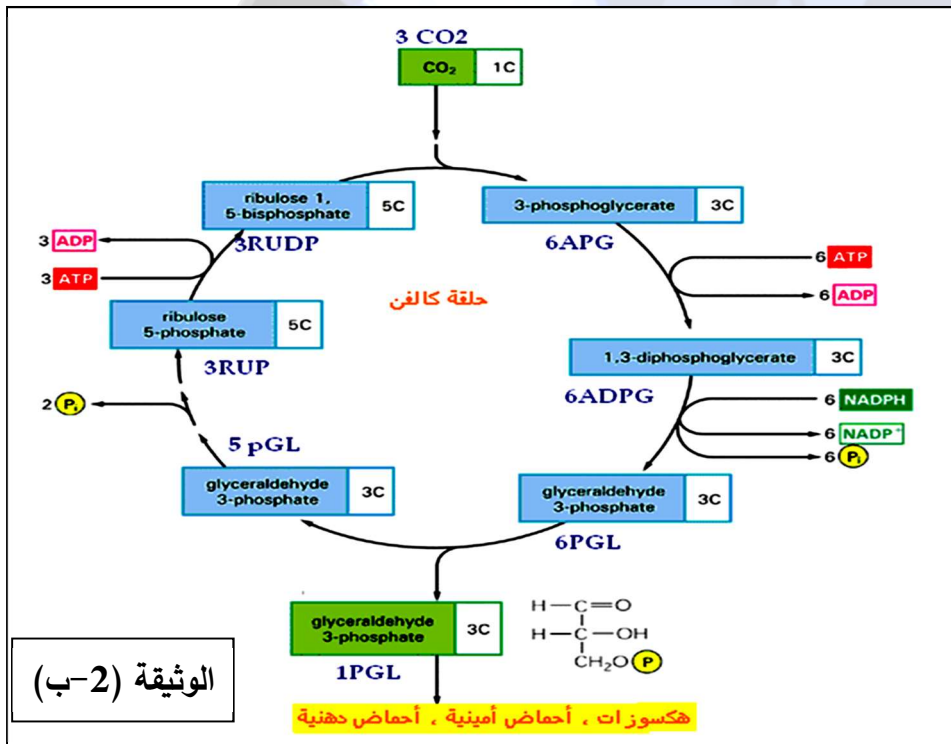 3 CO2
CO₂ 1C
ribulose 1,
5-bisphosphate 5C
3RUDP
3-phosphoglycerate 3C
6APG
3 ADP
3 ATP
6 ATP
6 ADP
حلقة كالفن
ribulose
5-phosphate 5C
3RUP
1,3-diphosphoglycerate 3C
6ADPG
6 NADPH
6 NADP⁺
6 Pᵢ
2 Pᵢ
5 pGL
glyceraldehyde
3-phosphate 3C
glyceraldehyde
3-phosphate 3C
6PGL
glyceraldehyde
3-phosphate 3C
1PGL
H—C=O
H—C—OH
CH₂O P
الوثيقة (2-ب)
هكسوزات ، أحماض أمينية ، أحماض دهنية